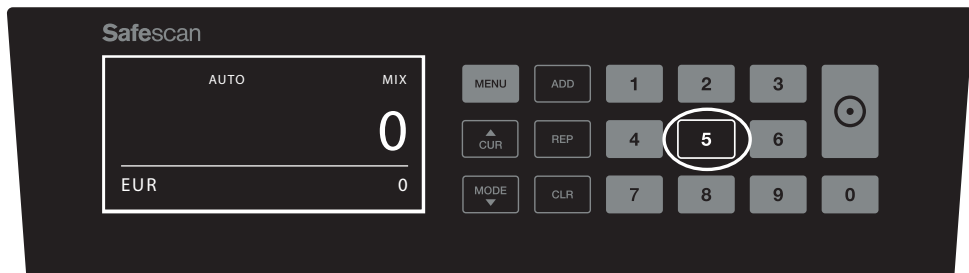 Safescan
AUTO MIX
0
EUR 0
MENU ADD 1 2 3
CUR REP 4 5 6
MODE CLR 7 8 9 0